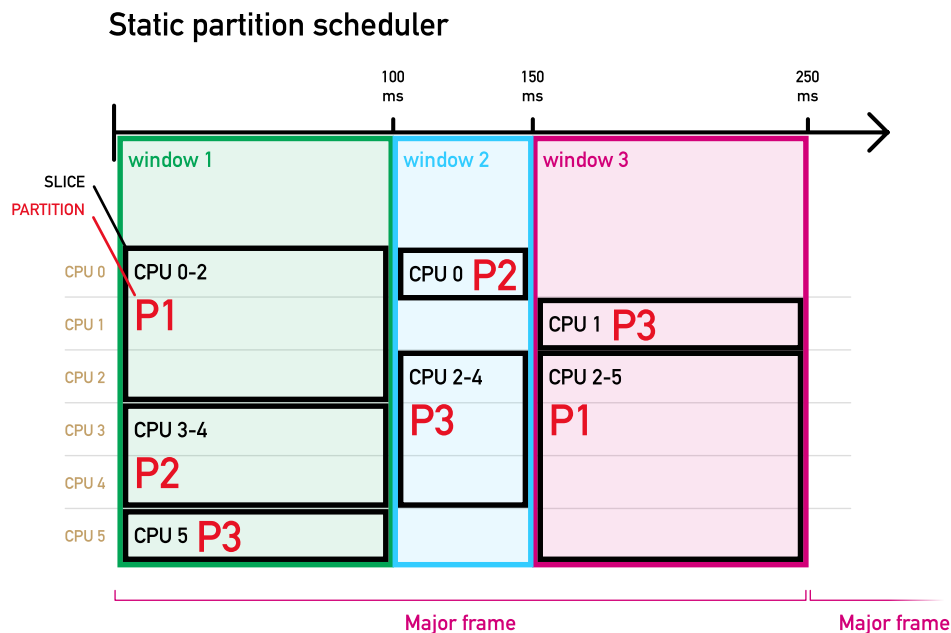 Static partition scheduler
100 ms
150 ms
250 ms
window 1
window 2
window 3
SLICE
PARTITION
CPU 0
CPU 1
CPU 2
CPU 3
CPU 4
CPU 5
CPU 0-2
P1
CPU 3-4
P2
CPU 5 P3
CPU 0 P2
CPU 2-4
P3
CPU 1 P3
CPU 2-5
P1
Major frame
Major frame